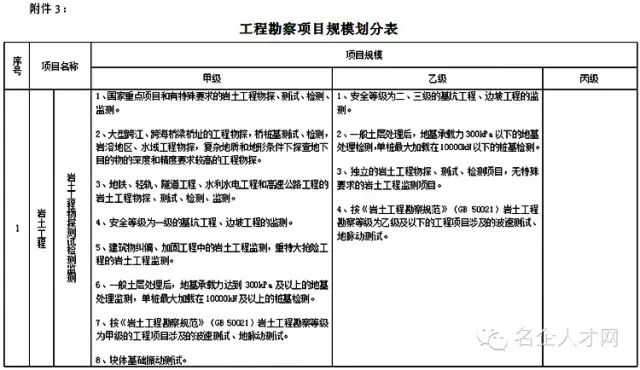 附件 3：
工程勘察项目规模划分表
序号
项目名称
项目规模
甲级
乙级
丙级
1
岩土工程
岩土工程物探测试检测监测
1、国家重点项目和有特殊要求的岩土工程物探、测试、检测、
监测。
2、大型跨江、跨海桥梁桥址的工程物探，桥桩基测试、检测，
岩溶地区、水域工程物探，复杂地质和地形条件下探查地下
目的物的深度和精度要求较高的工程物探。
3、地铁、轻轨、隧道工程、水利水电工程和高速公路工程的
岩土工程物探、测试、检测、监测。
4、安全等级为一级的基坑工程、边坡工程的监测。
5、建筑物纠偏、加固工程中的岩土工程监测，重特大抢险工
程的岩土工程监测。
6、一般土层处理后，地基承载力达到 300kPa 及以上的地基
处理监测，单桩最大加载在10000kN及以上的桩基检测。
7、按《岩土工程勘察规范》（GB 50021）岩土工程勘察等级
为甲级的工程项目涉及的波速测试、地脉动测试。
8、块体基础振动测试。
1、安全等级为二、三级的基坑工程、边坡工程的监
测。
2、一般土层处理后，地基承载力300kPa以下的地基
处理检测,单桩最大加载在10000kN以下的桩基检测。
3、独立的岩土工程物探、测试、检测项目，无特殊
要求的岩土工程监测项目。
4、按《岩土工程勘察规范》（GB 50021）岩土工程勘
察等级为乙级及以下的工程项目涉及的波速测试、
地脉动测试。
名企人才网